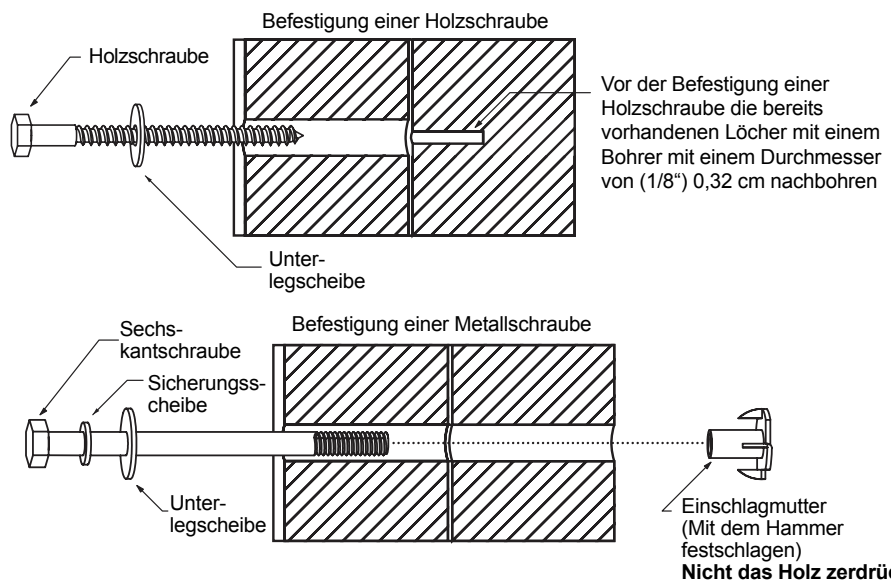 Befestigung einer Holzschraube
Holzschraube
Vor der Befestigung einer
Holzschraube die bereits
vorhandenen Löcher mit einem
Bohrer mit einem Durchmesser
von (1/8“) 0,32 cm nachbohren
Unter-
legscheibe
Befestigung einer Metallschraube
Sechs-
kantschraube
Sicherungss-
cheibe
Unter-
legscheibe
Einschlagmutter
(Mit dem Hammer
festschlagen)
Nicht das Holz